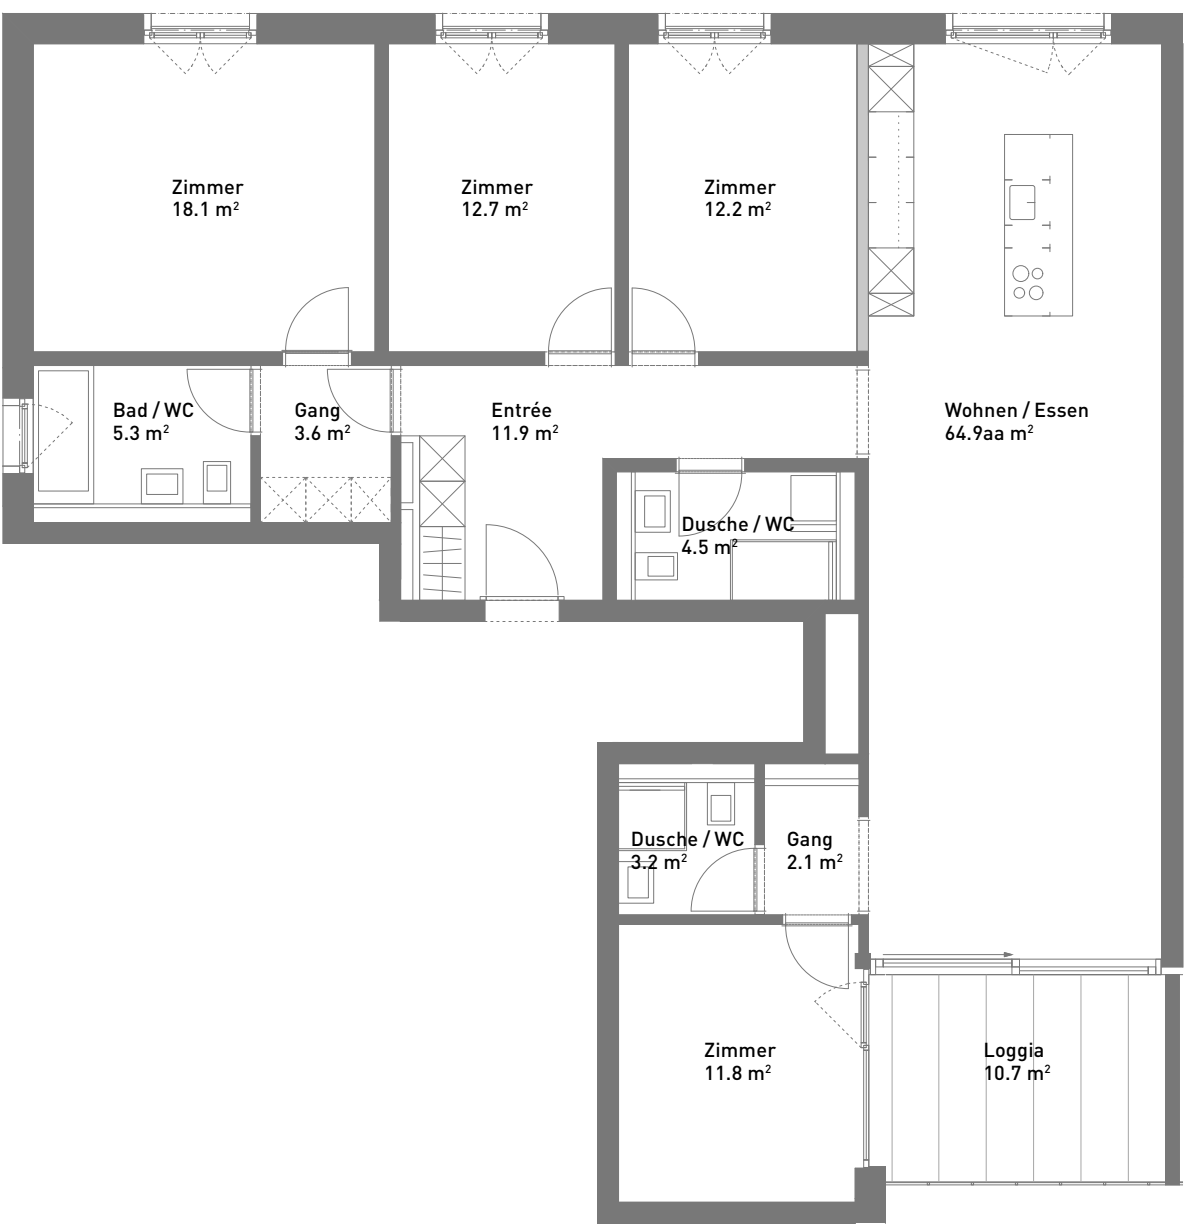 Zimmer
18.1 m²
Zimmer
12.7 m²
Zimmer
12.2 m²
Bad / WC
5.3 m²
Gang
3.6 m²
Entrée
11.9 m²
Wohnen / Essen
64.9aa m²
Dusche / WC
4.5 m²
Dusche / WC
3.2 m²
Gang
2.1 m²
Zimmer
11.8 m²
Loggia
10.7 m²